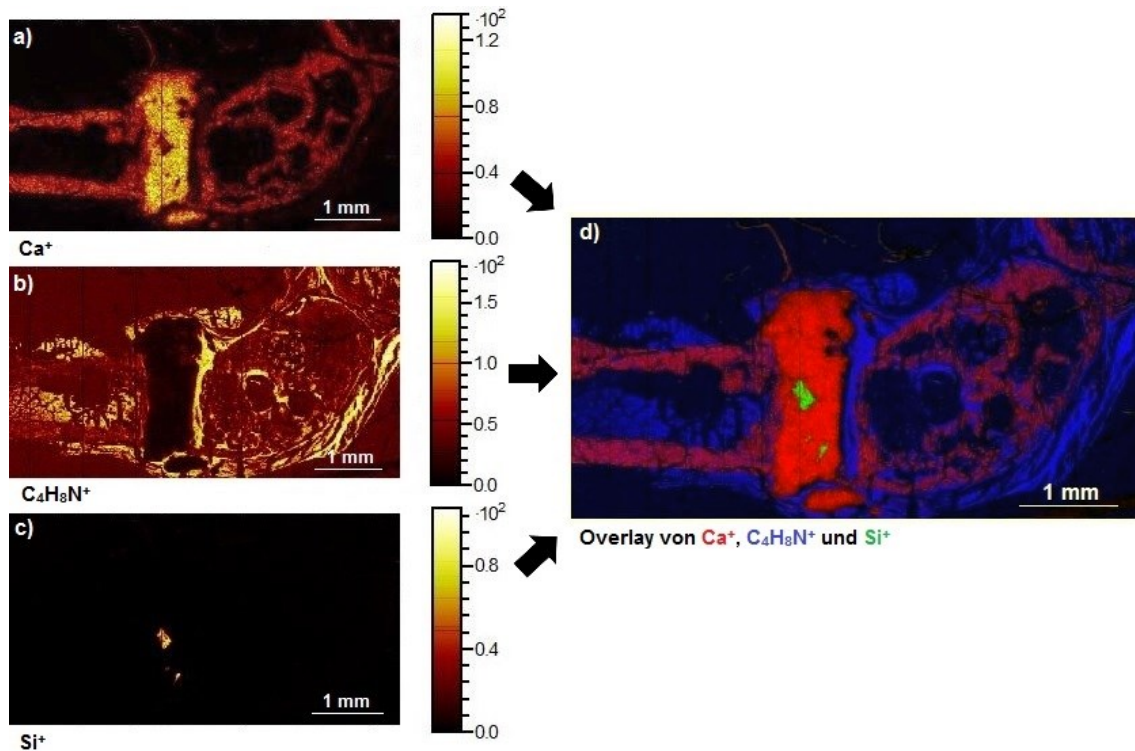 a)
·10²
1.2
0.8
0.4
0.0
1 mm
Ca⁺
b)
·10²
1.5
1.0
0.5
0.0
1 mm
C₄H₈N⁺
c)
·10²
0.8
0.4
0.0
1 mm
Si⁺
d)
1 mm
Overlay von Ca⁺, C₄H₈N⁺ und Si⁺